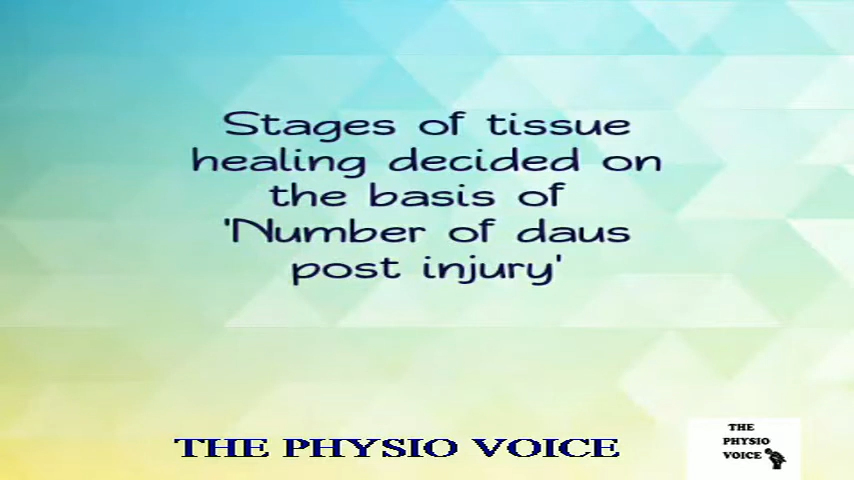 Stages of tissue
healing decided on
the basis of
'Number of daus
post injury'
THE PHYSIO VOICE
THE
PHYSIO
VOICE